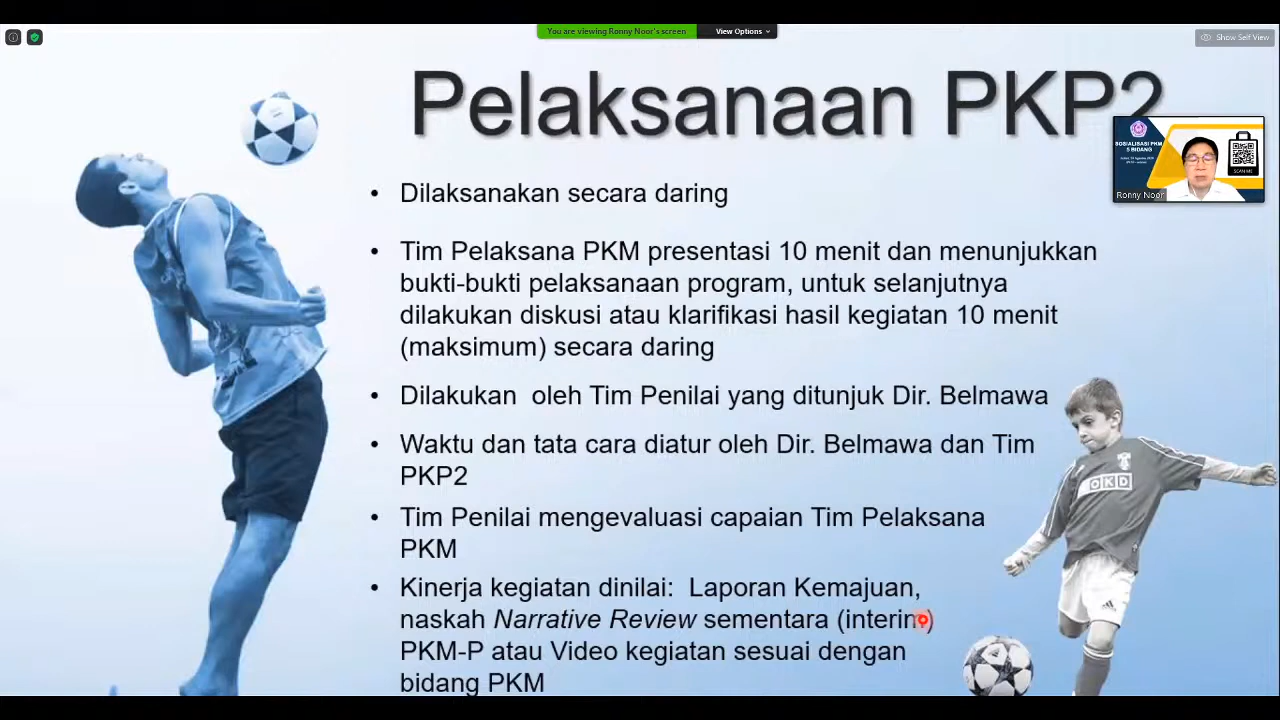 You are viewing Ronny Noor's screen
View Options
Show Self View
Pelaksanaan PKP2
SOSIALISASI PKM
5 BIDANG
SCAN ME
Ronny Noor
• Dilaksanakan secara daring
• Tim Pelaksana PKM presentasi 10 menit dan menunjukkan
bukti-bukti pelaksanaan program, untuk selanjutnya
dilakukan diskusi atau klarifikasi hasil kegiatan 10 menit
(maksimum) secara daring
• Dilakukan oleh Tim Penilai yang ditunjuk Dir. Belmawa
• Waktu dan tata cara diatur oleh Dir. Belmawa dan Tim
PKP2
• Tim Penilai mengevaluasi capaian Tim Pelaksana
PKM
• Kinerja kegiatan dinilai: Laporan Kemajuan,
naskah Narrative Review sementara (interim)
PKM-P atau Video kegiatan sesuai dengan
bidang PKM
OKD